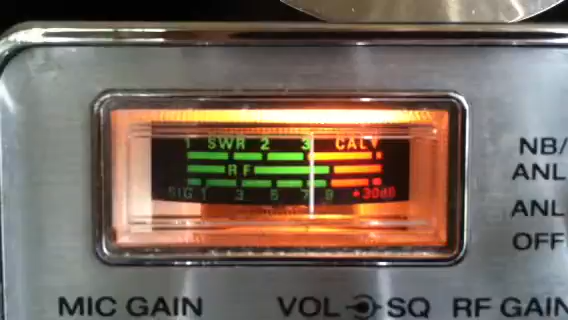 1 SWR 2 3 CAL
RF
SIG 1 3 5 7 9 +30dB
NB/
ANL
ANL
OFF
MIC GAIN VOL SQ RF GAIN